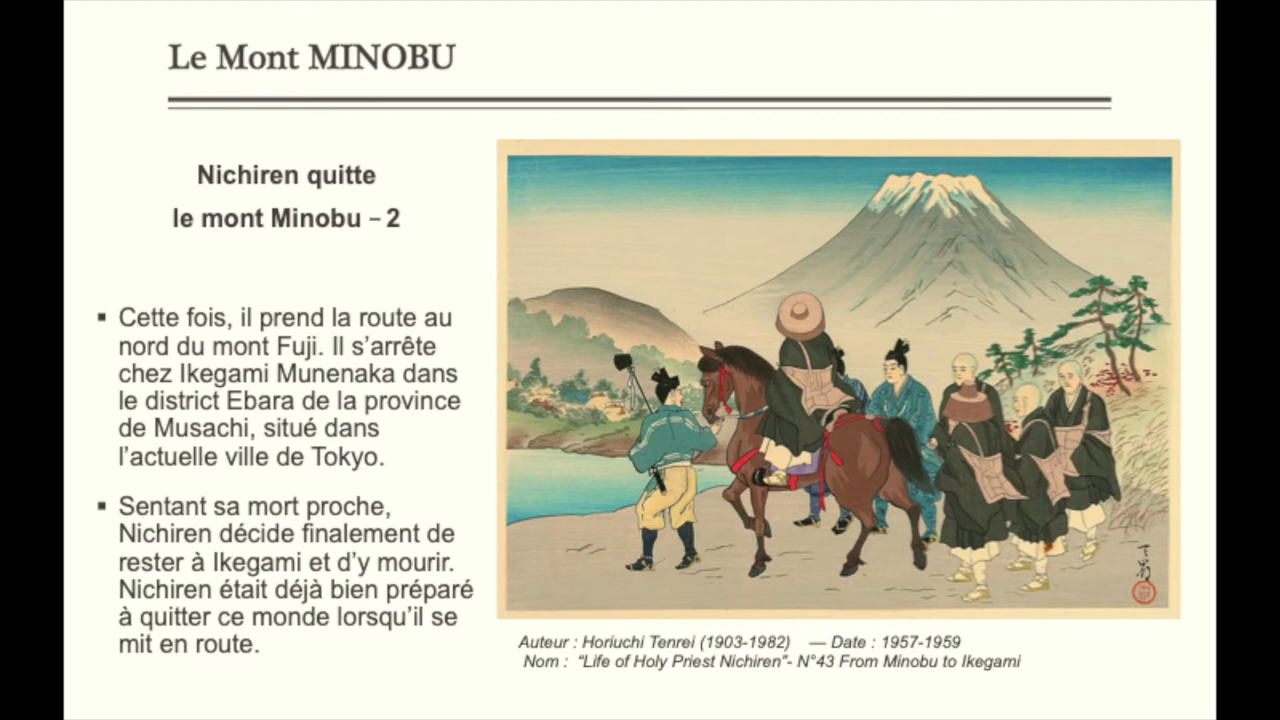 Le Mont MINOBU
Nichiren quitte
le mont Minobu – 2
▪ Cette fois, il prend la route au
nord du mont Fuji. Il s’arrête
chez Ikegami Munenaka dans
le district Ebara de la province
de Musachi, situé dans
l’actuelle ville de Tokyo.
▪ Sentant sa mort proche,
Nichiren décide finalement de
rester à Ikegami et d’y mourir.
Nichiren était déjà bien préparé
à quitter ce monde lorsqu’il se
mit en route.
Auteur : Horiuchi Tenrei (1903-1982) — Date : 1957-1959
Nom : “Life of Holy Priest Nichiren"- N°43 From Minobu to Ikegami